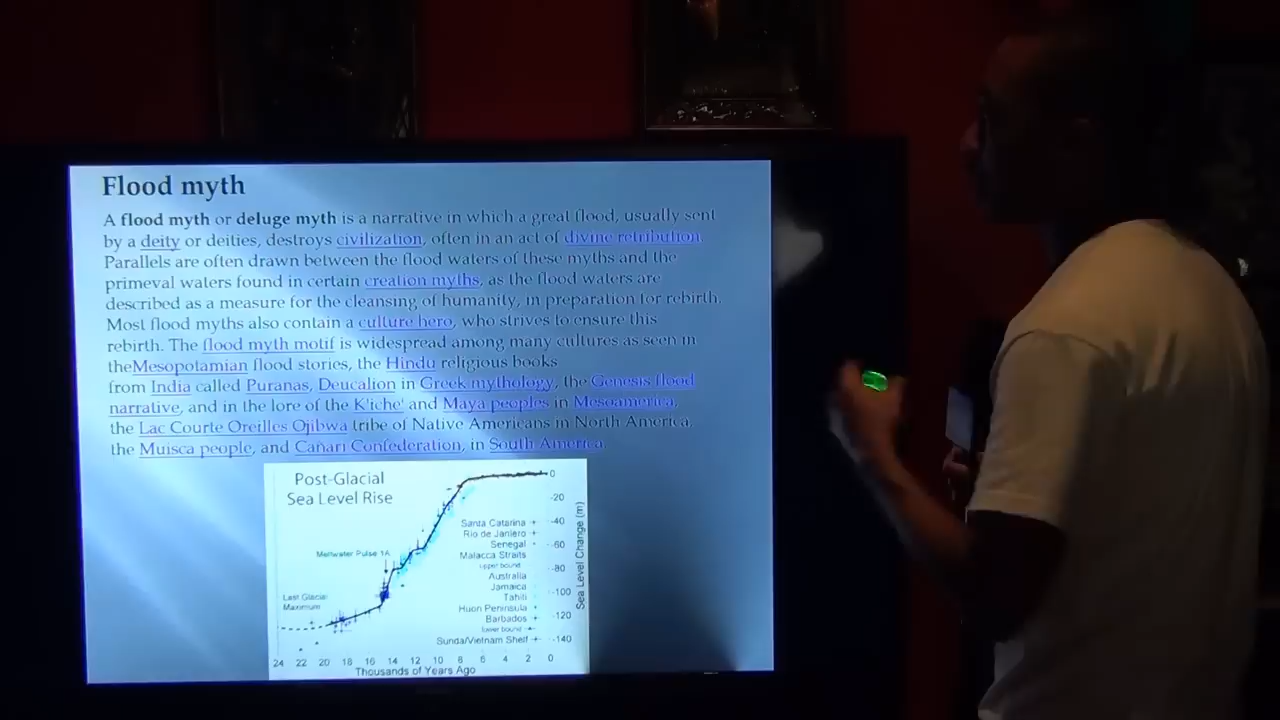 Flood myth
A flood myth or deluge myth is a narrative in which a great flood, usually sent
by a deity or deities, destroys civilization, often in an act of divine retribution.
Parallels are often drawn between the flood waters of these myths and the
primeval waters found in certain creation myths, as the flood waters are
described as a measure for the cleansing of humanity, in preparation for rebirth.
Most flood myths also contain a culture hero, who strives to ensure this
rebirth. The flood myth motif is widespread among many cultures as seen in
theMesopotamian flood stories, the Hindu religious books
from India called Puranas, Deucalion in Greek mythology, the Genesis flood
narrative, and in the lore of the K'iche' and Maya peoples in Mesoamerica,
the Lac Courte Oreilles Ojibwa tribe of Native Americans in North America,
the Muisca people, and Cañari Confederation, in South America.
Post-Glacial
Sea Level Rise
Meltwater Pulse 1A
Last Glacial
Maximum
Santa Catarina
Rio de Janiero
Senegal
Malacca Straits
upper bound
Australia
Jamaica
Tahiti
Huon Peninsula
Barbados
lower bound
Sunda/Vietnam Shelf
0
-20
-40
-60
-80
-100
-120
-140
Sea Level Change (m)
24 22 20 18 16 14 12 10 8 6 4 2 0
Thousands of Years Ago